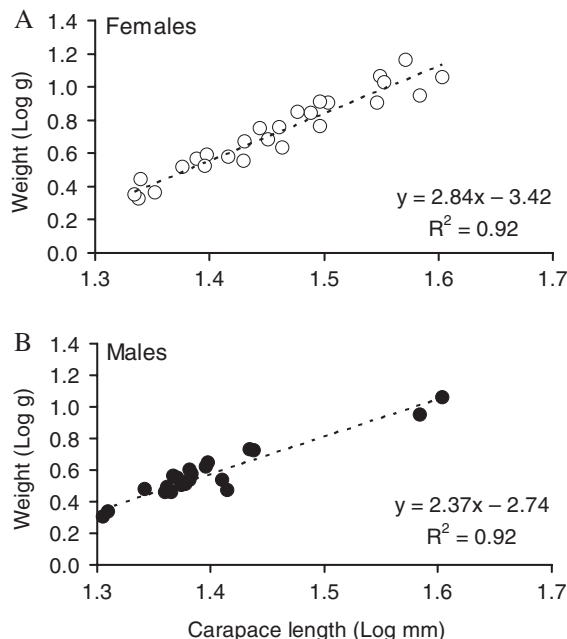 A
Females
Weight (Log g)
1.4
1.2
1.0
0.8
0.6
0.4
0.2
0.0
y = 2.84x – 3.42
R² = 0.92
1.3 1.4 1.5 1.6 1.7
B
Males
Weight (Log g)
1.4
1.2
1.0
0.8
0.6
0.4
0.2
0.0
y = 2.37x – 2.74
R² = 0.92
1.3 1.4 1.5 1.6 1.7
Carapace length (Log mm)